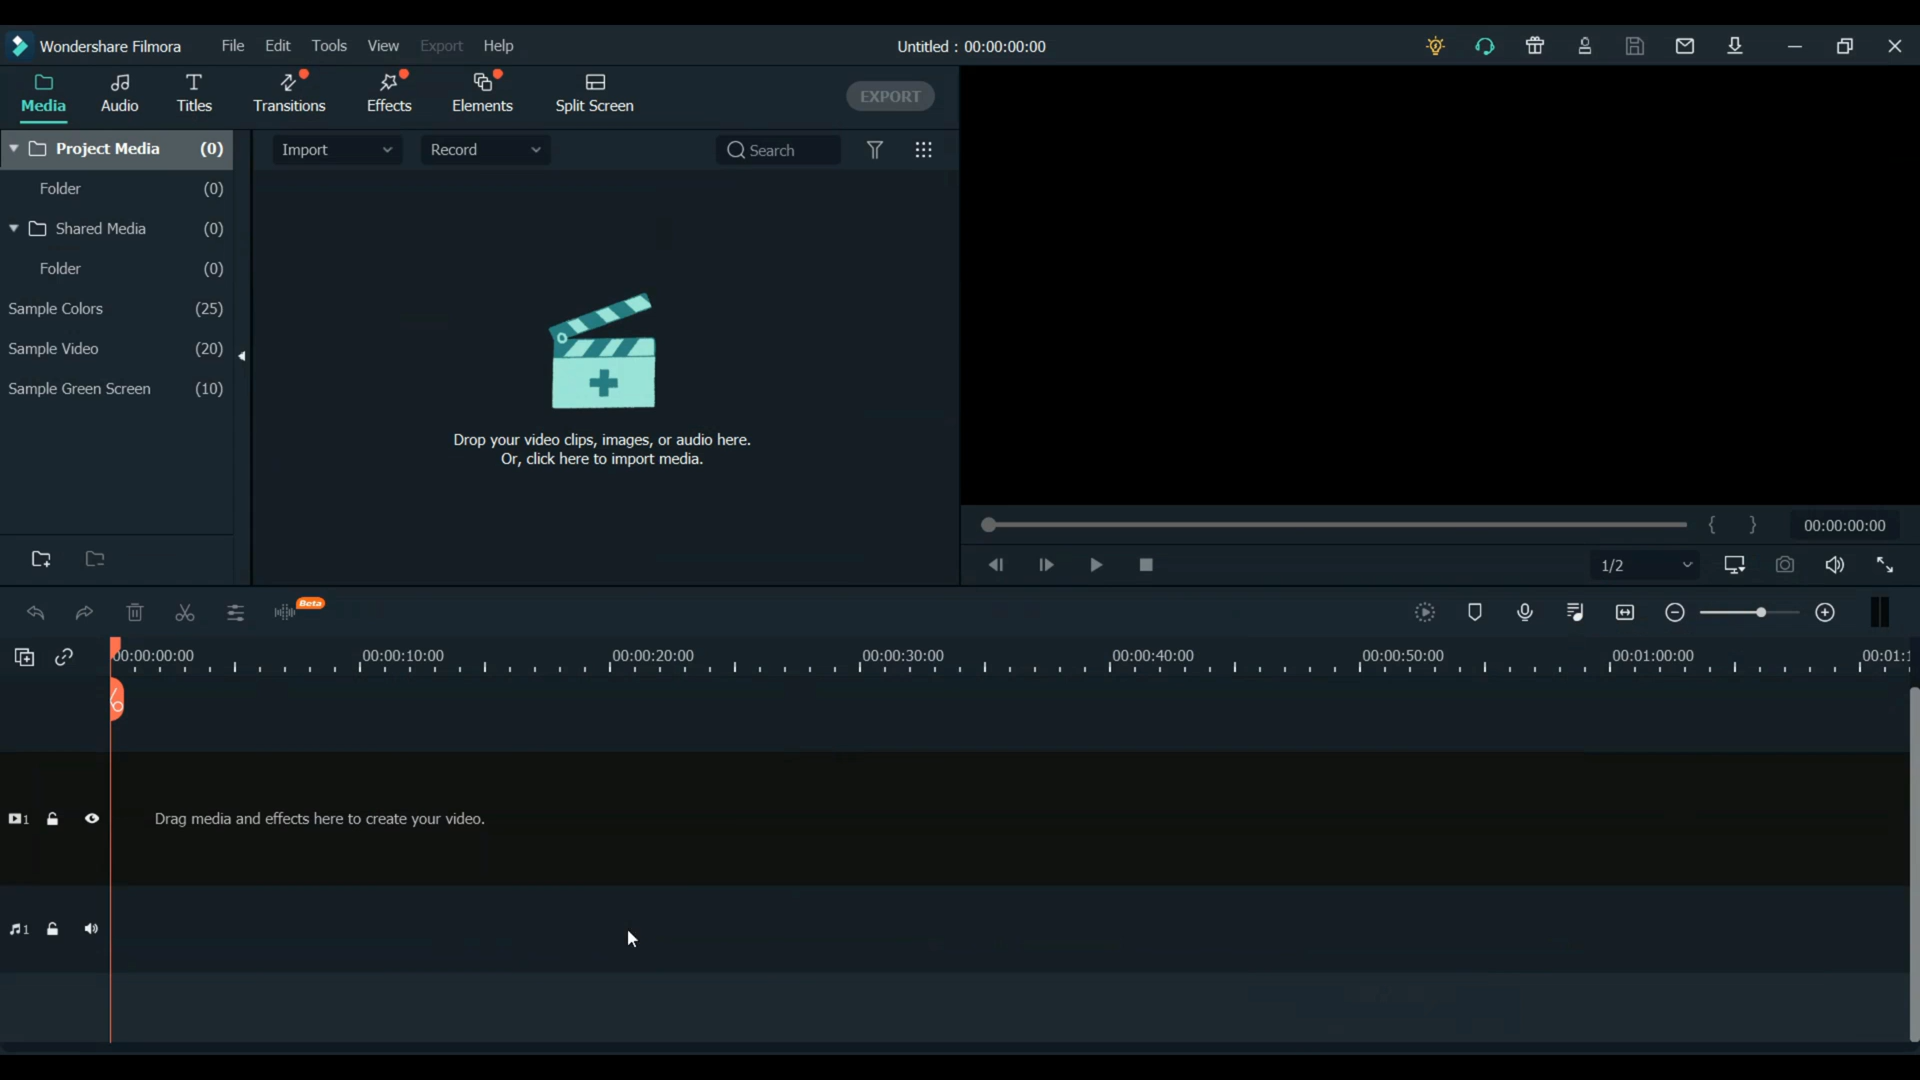 Wondershare Filmora File Edit Tools View Export Help Untitled : 00:00:00:00
Media Audio Titles Transitions Effects Elements Split Screen EXPORT
Project Media (0) Import Record Search
Folder (0)
Shared Media (0)
Folder (0)
Sample Colors (25)
Sample Video (20)
Sample Green Screen (10)
Drop your video clips, images, or audio here.
Or, click here to import media.
{ } 00:00:00:00
1/2
Beta
00:00:00:00 00:00:10:00 00:00:20:00 00:00:30:00 00:00:40:00 00:00:50:00 00:01:00:00 00:01:1
1 Drag media and effects here to create your video.
1